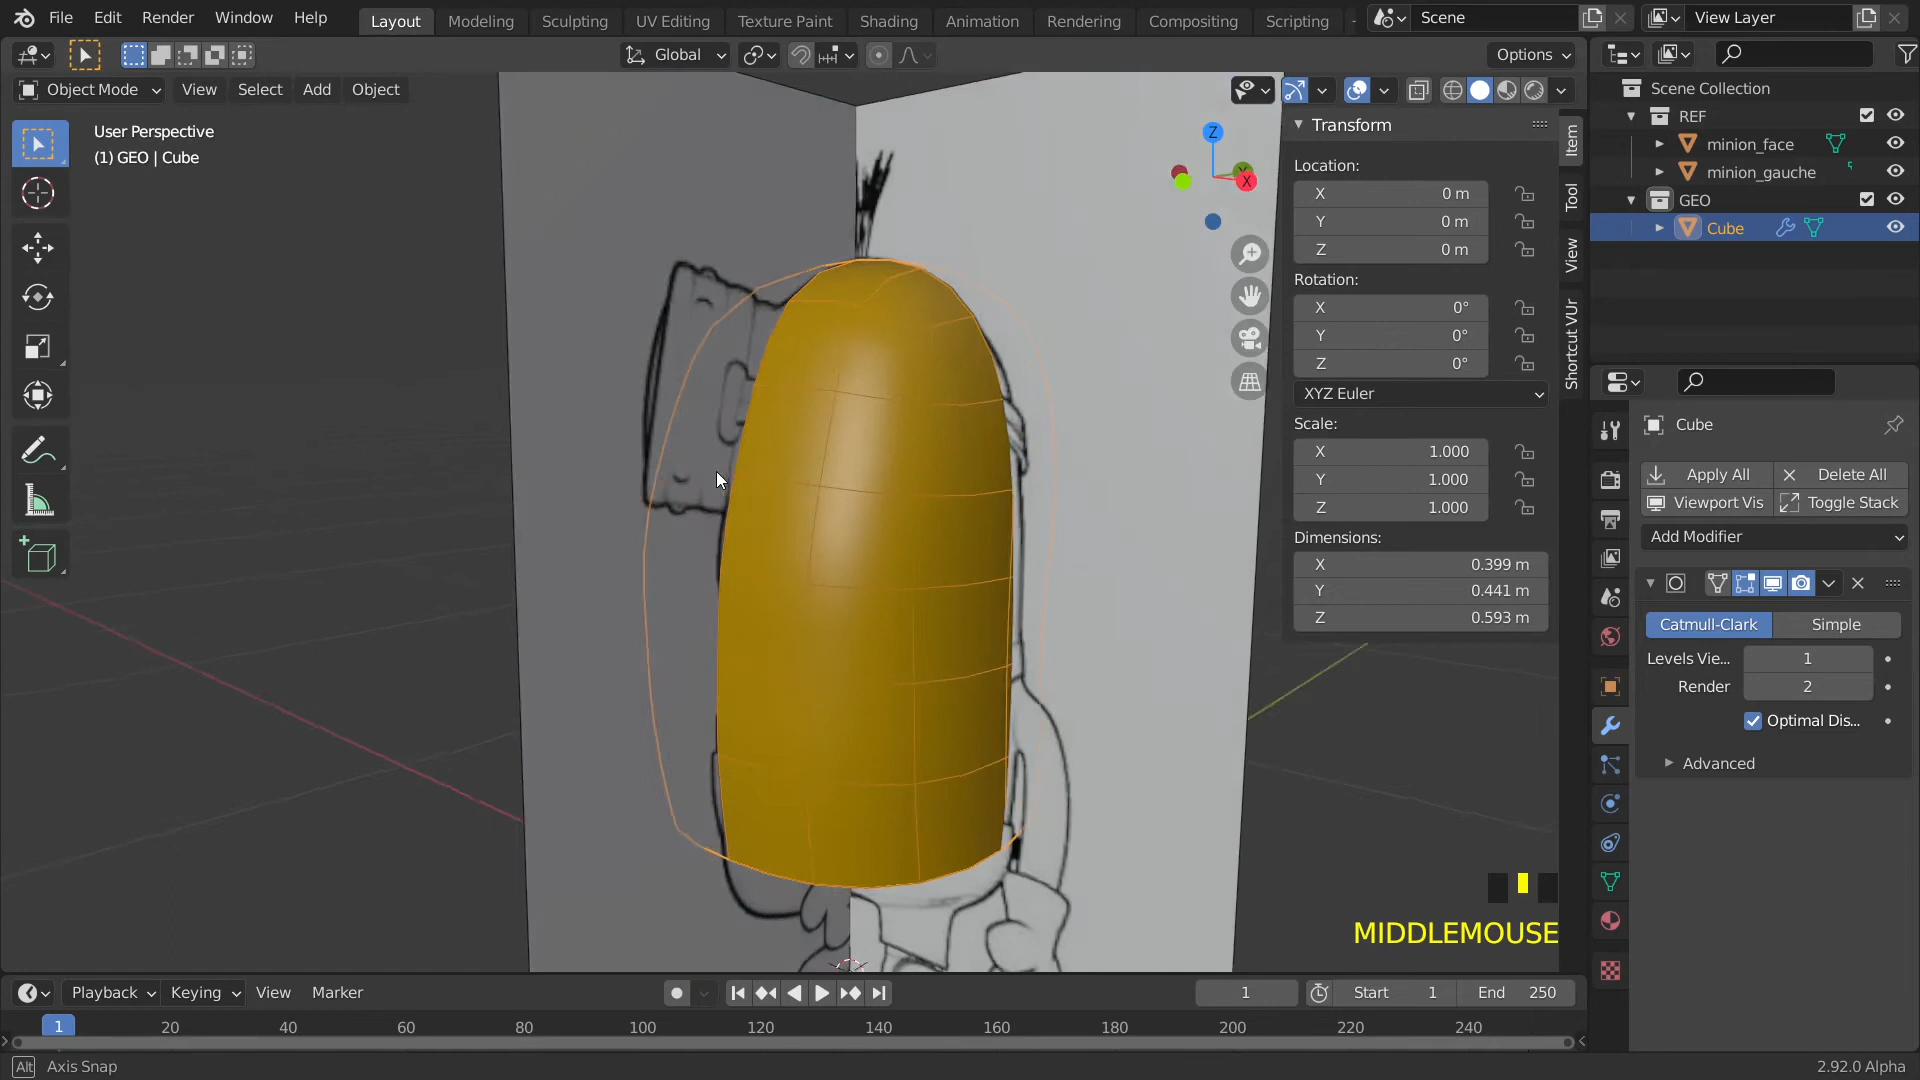 File Edit Render Window Help Layout Modeling Sculpting UV Editing Texture Paint Shading Animation Rendering Compositing Scripting Scene View Layer
Global Options
Object Mode View Select Add Object
User Perspective
(1) GEO | Cube
Z
Y
X
Transform
Location:
X 0 m
Y 0 m
Z 0 m
Rotation:
X 0°
Y 0°
Z 0°
XYZ Euler
Scale:
X 1.000
Y 1.000
Z 1.000
Dimensions:
X 0.399 m
Y 0.441 m
Z 0.593 m
Item
Tool
View
Shortcut VUr
Scene Collection
REF
minion_face
minion_gauche
GEO
Cube
Cube
Apply All Delete All
Viewport Vis Toggle Stack
Add Modifier
Catmull-Clark Simple
Levels Vie... 1
Render 2
Optimal Dis...
Advanced
MIDDLEMOUSE
Playback Keying View Marker 1 Start 1 End 250
1 20 40 60 80 100 120 140 160 180 200 220 240
Alt Axis Snap 2.92.0 Alpha